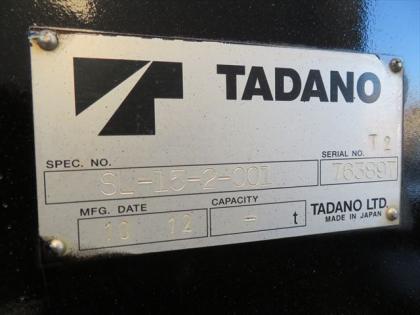 TADANO
T2
SPEC. NO.
SERIAL NO.
SL-15-2-001
763897
MFG. DATE
CAPACITY
10 12
- t
TADANO LTD.
MADE IN JAPAN